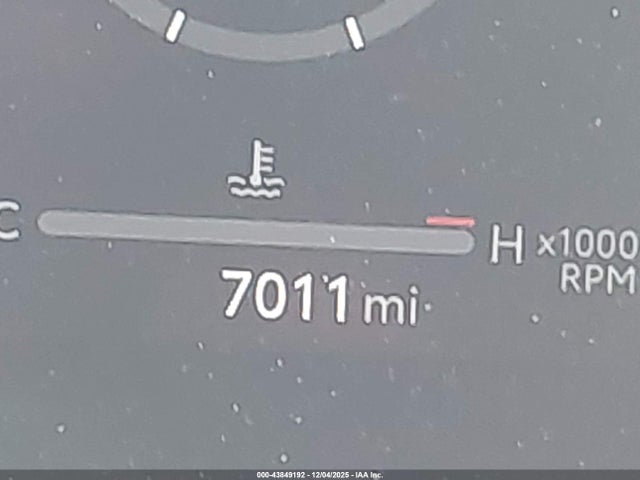 C
H x1000
RPM
7011 mi
000-43849192 - 12/04/2025 - IAA Inc.